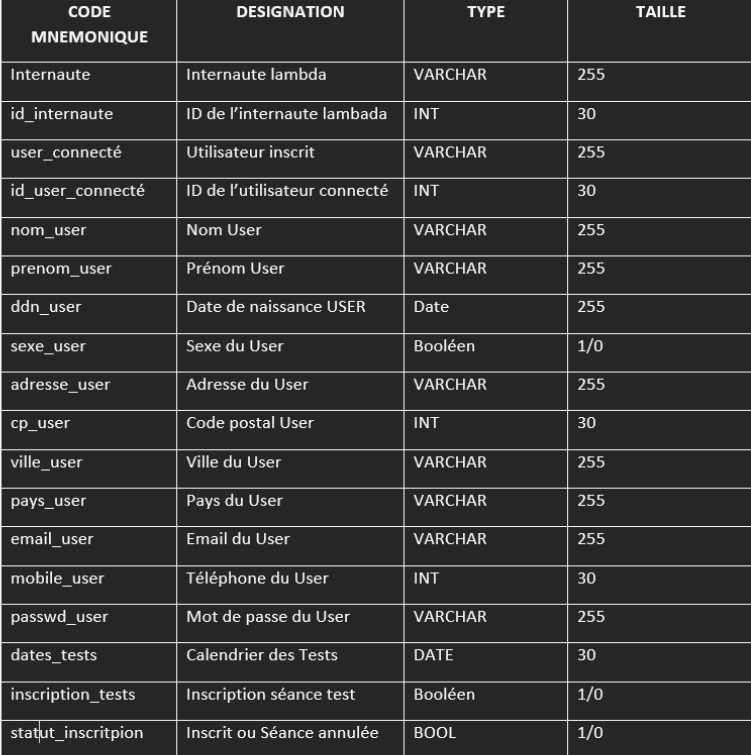 CODE MNEMONIQUE DESIGNATION TYPE TAILLE
Internaute Internaute lambda VARCHAR 255
id_internaute ID de l’internaute lambada INT 30
user_connecté Utilisateur inscrit VARCHAR 255
id_user_connecté ID de l’utilisateur connecté INT 30
nom_user Nom User VARCHAR 255
prenom_user Prénom User VARCHAR 255
ddn_user Date de naissance USER Date 255
sexe_user Sexe du User Booléen 1/0
adresse_user Adresse du User VARCHAR 255
cp_user Code postal User INT 30
ville_user Ville du User VARCHAR 255
pays_user Pays du User VARCHAR 255
email_user Email du User VARCHAR 255
mobile_user Téléphone du User INT 30
passwd_user Mot de passe du User VARCHAR 255
dates_tests Calendrier des Tests DATE 30
inscription_tests Inscription séance test Booléen 1/0
statut_inscritpion Inscrit ou Séance annulée BOOL 1/0